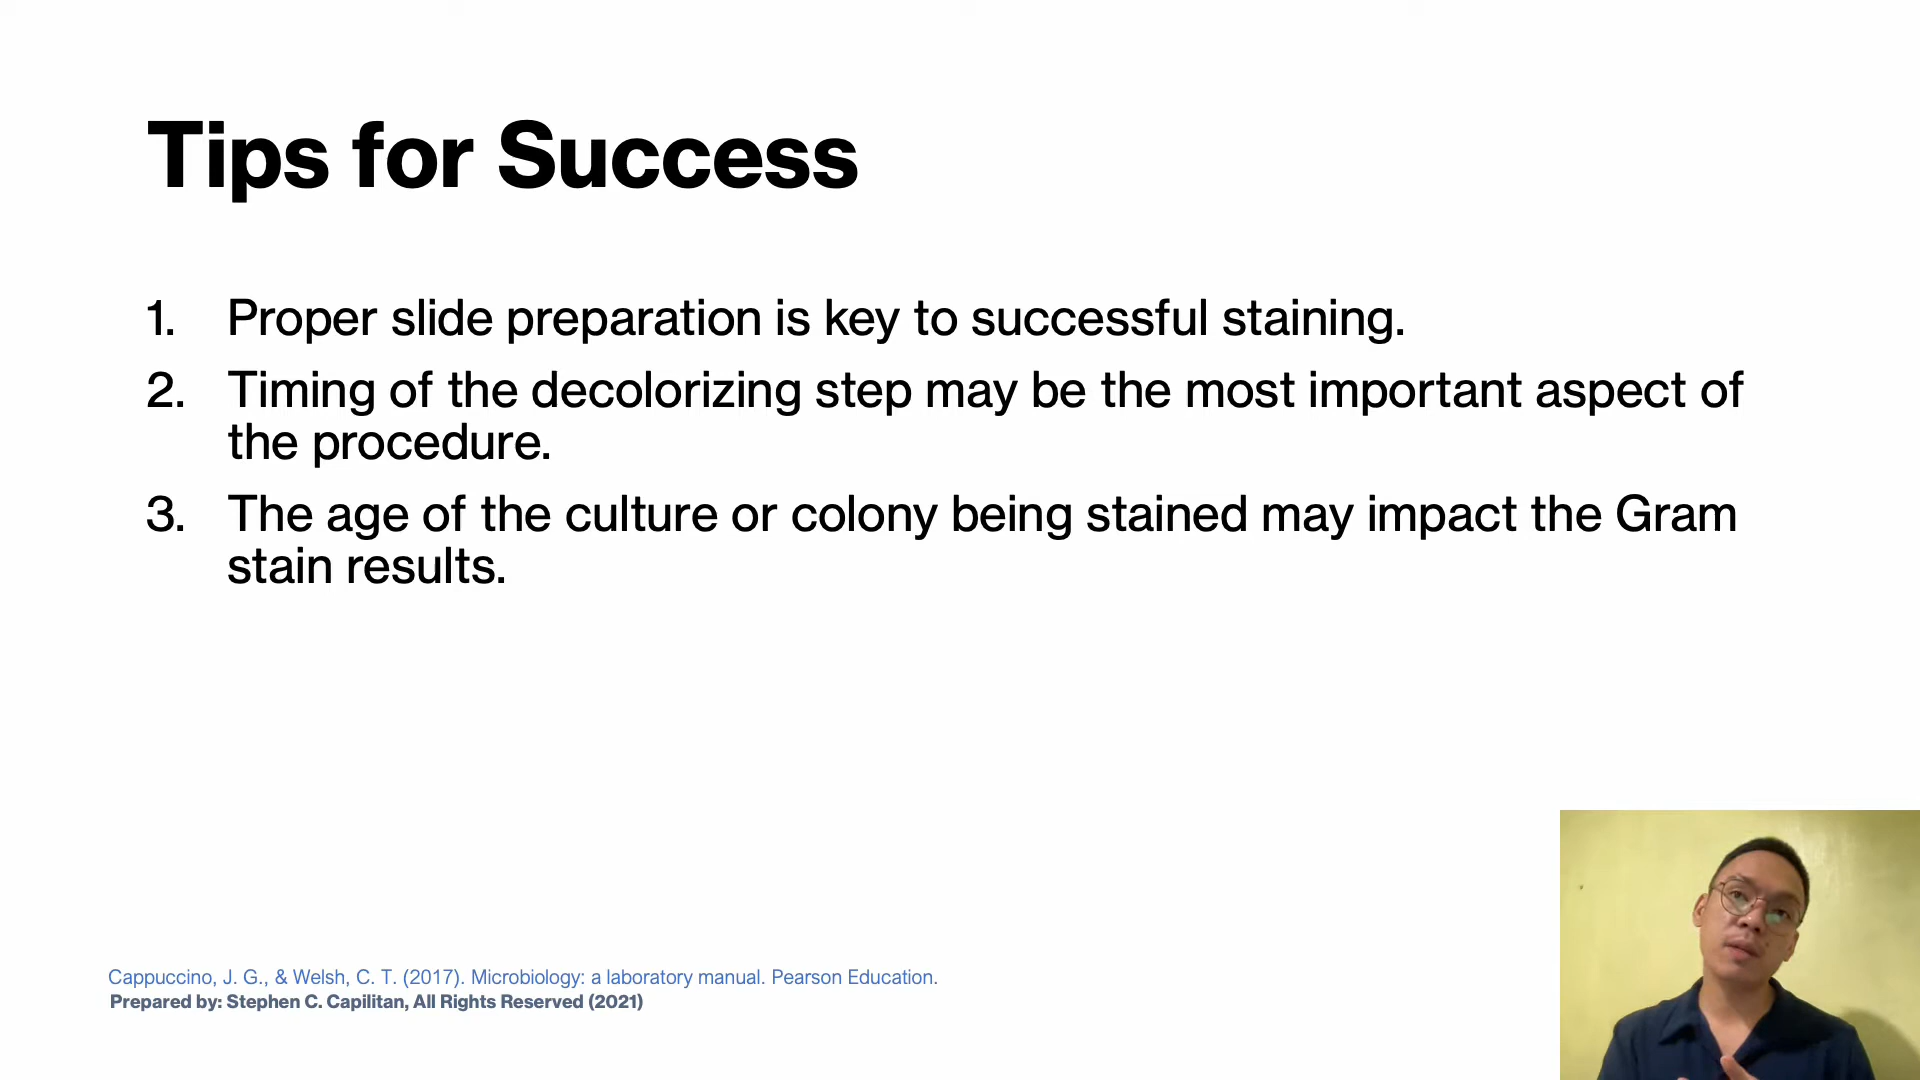 Tips for Success
1. Proper slide preparation is key to successful staining.
2. Timing of the decolorizing step may be the most important aspect of
the procedure.
3. The age of the culture or colony being stained may impact the Gram
stain results.
Cappuccino, J. G., & Welsh, C. T. (2017). Microbiology: a laboratory manual. Pearson Education.
Prepared by: Stephen C. Capilitan, All Rights Reserved (2021)